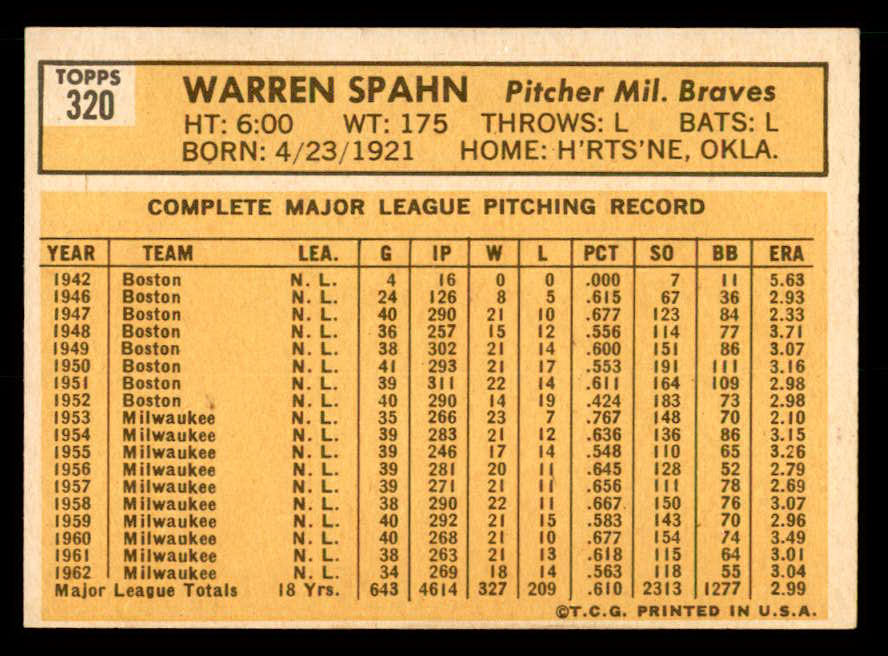 TOPPS
320
WARREN SPAHN Pitcher Mil. Braves
HT: 6:00 WT: 175 THROWS: L BATS: L
BORN: 4/23/1921 HOME: H'RTS'NE, OKLA.
COMPLETE MAJOR LEAGUE PITCHING RECORD
YEAR TEAM LEA. G IP W L PCT SO BB ERA
1942 Boston N. L. 4 16 0 0 .000 7 11 5.63
1946 Boston N. L. 24 126 8 5 .615 67 36 2.93
1947 Boston N. L. 40 290 21 10 .677 123 84 2.33
1948 Boston N. L. 36 257 15 12 .556 114 77 3.71
1949 Boston N. L. 38 302 21 14 .600 151 86 3.07
1950 Boston N. L. 41 293 21 17 .553 191 111 3.16
1951 Boston N. L. 39 311 22 14 .611 164 109 2.98
1952 Boston N. L. 40 290 14 19 .424 183 73 2.98
1953 Milwaukee N. L. 35 266 23 7 .767 148 70 2.10
1954 Milwaukee N. L. 39 283 21 12 .636 136 86 3.15
1955 Milwaukee N. L. 39 246 17 14 .548 110 65 3.26
1956 Milwaukee N. L. 39 281 20 11 .645 128 52 2.79
1957 Milwaukee N. L. 39 271 21 11 .656 111 78 2.69
1958 Milwaukee N. L. 38 290 22 11 .667 150 76 3.07
1959 Milwaukee N. L. 40 292 21 15 .583 143 70 2.96
1960 Milwaukee N. L. 40 268 21 10 .677 154 74 3.49
1961 Milwaukee N. L. 38 263 21 13 .618 115 64 3.01
1962 Milwaukee N. L. 34 269 18 14 .563 118 55 3.04
Major League Totals 18 Yrs. 643 4614 327 209 .610 2313 1277 2.99
©T.C.G. PRINTED IN U.S.A.